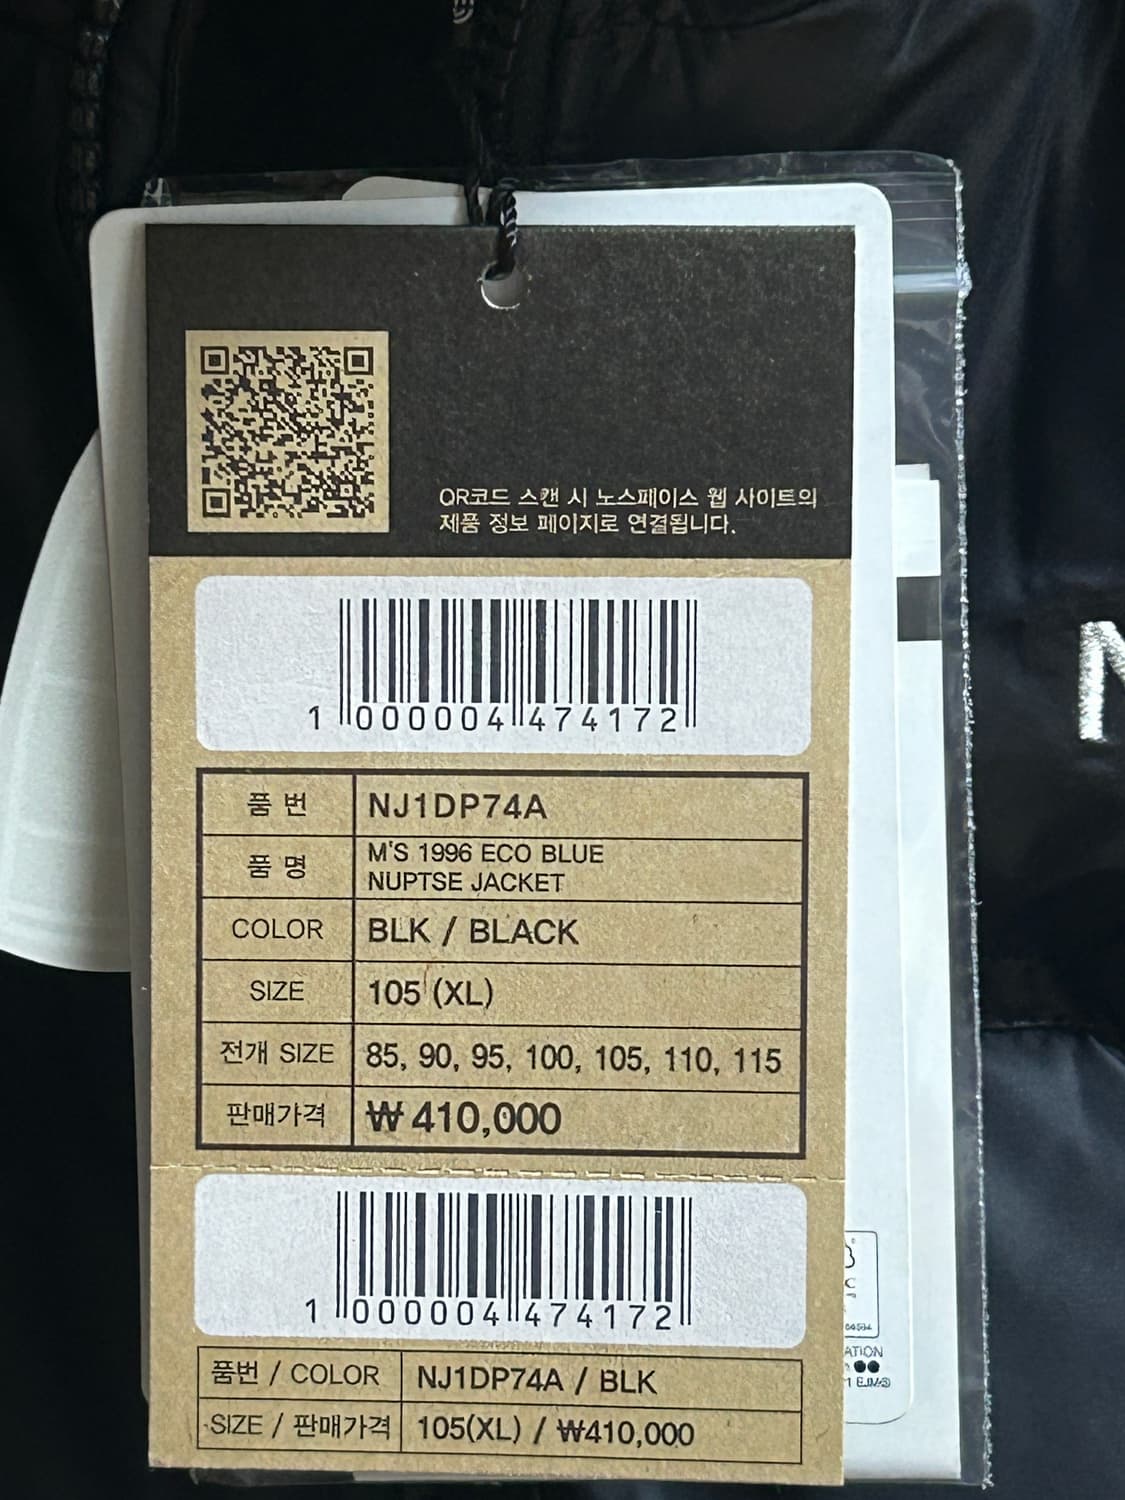 QR코드 스캔 시 노스페이스 웹 사이트의
제품 정보 페이지로 연결됩니다.
1 000004 474172
품 번 NJ1DP74A
품 명 M'S 1996 ECO BLUE
NUPTSE JACKET
COLOR BLK / BLACK
SIZE 105 (XL)
전개 SIZE 85, 90, 95, 100, 105, 110, 115
판매가격 ₩ 410,000
1 000004 474172
품번 / COLOR NJ1DP74A / BLK
SIZE / 판매가격 105(XL) / ₩410,000
N
ATION